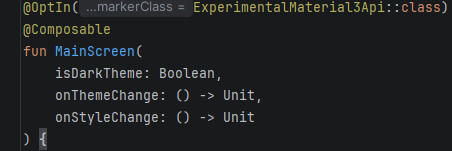 @OptIn( ...markerClass = ExperimentalMaterial3Api::class)
@Composable
fun MainScreen(
    isDarkTheme: Boolean,
    onThemeChange: () -> Unit,
    onStyleChange: () -> Unit
) {